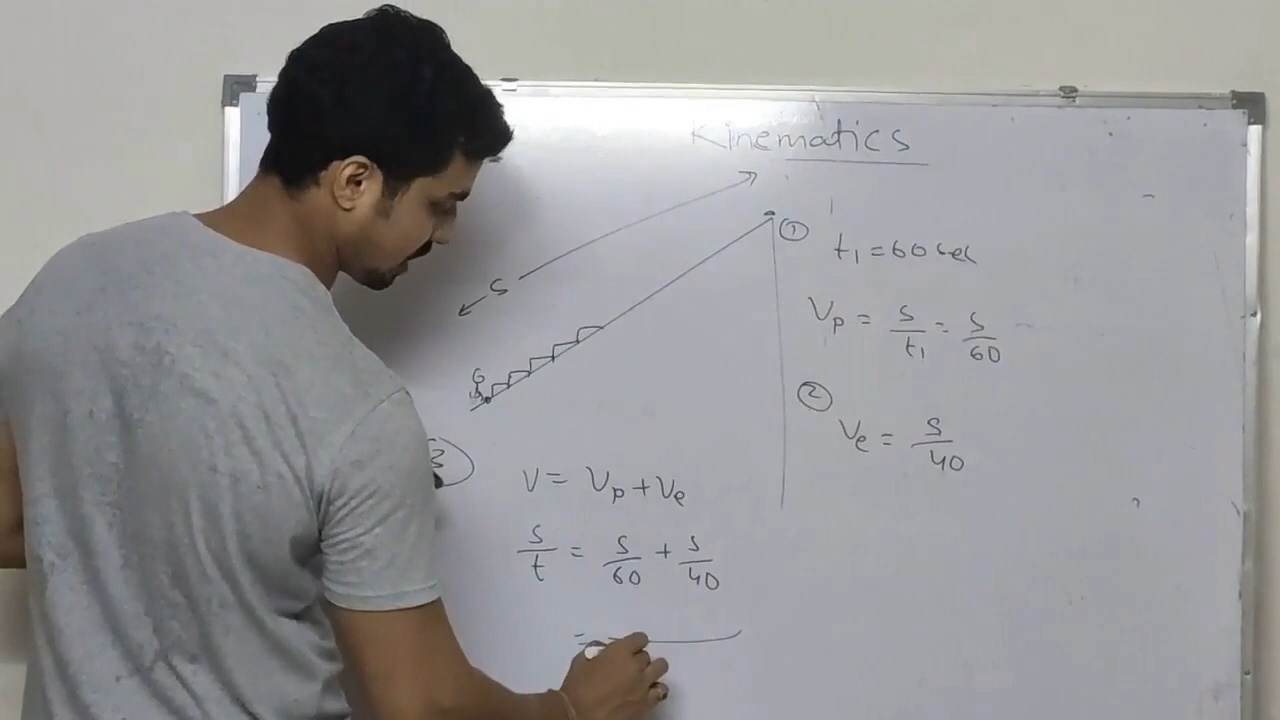 Kinematics
S
① t₁ = 60 sec
Vp = s/t₁ = s/60
②
Ve = s/40
3
V = Vp + Ve
s/t = s/60 + s/40
=